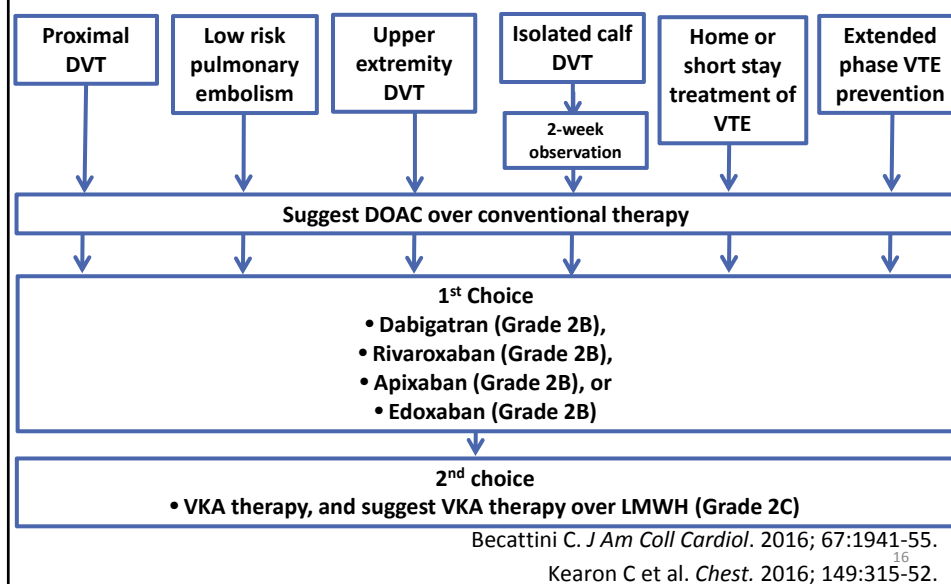 Proximal
DVT
Low risk
pulmonary
embolism
Upper
extremity
DVT
Isolated calf
DVT
2-week
observation
Home or
short stay
treatment of
VTE
Extended
phase VTE
prevention
Suggest DOAC over conventional therapy
1st Choice
• Dabigatran (Grade 2B),
• Rivaroxaban (Grade 2B),
• Apixaban (Grade 2B), or
• Edoxaban (Grade 2B)
2nd choice
• VKA therapy, and suggest VKA therapy over LMWH (Grade 2C)
Becattini C. J Am Coll Cardiol. 2016; 67:1941-55.
16
Kearon C et al. Chest. 2016; 149:315-52.